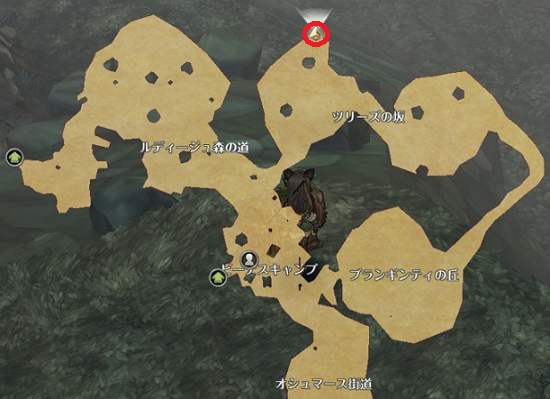 ツリーズの坂
ルディージュ森の道
ビーデスキャンプ
ブランギンティの丘
オシュマース街道